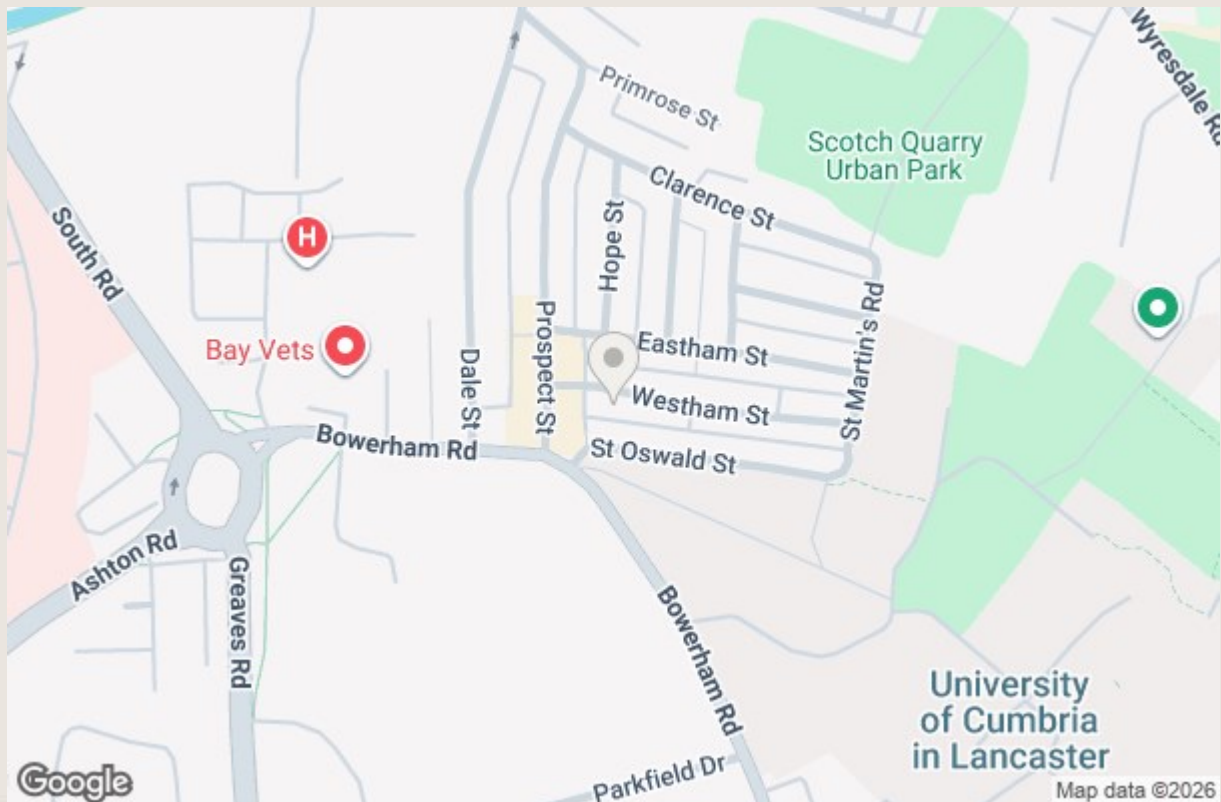 Primrose St
Wyresdale Rd
Scotch Quarry
Urban Park
Clarence St
Hope St
South Rd
H
St Martin's Rd
Prospect St
Bay Vets
Eastham St
Dale St
Westham St
Bowerham Rd
St Oswald St
Ashton Rd
Greaves Rd
Bowerham Rd
University
of Cumbria
in Lancaster
Parkfield Dr
Google
Map data ©2026